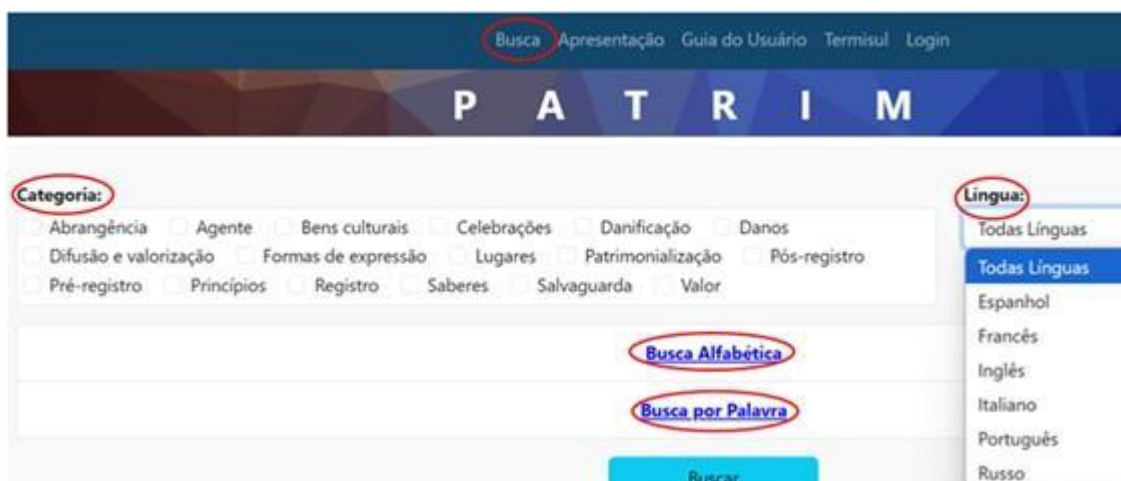 Busca Apresentação Guia do Usuário Termisul Login
P A T R I M
Categoria:
Abrangência Agente Bens culturais Celebrações Danificação Danos
Difusão e valorização Formas de expressão Lugares Patrimonialização Pós-registro
Pré-registro Princípios Registro Saberes Salvaguarda Valor
Língua:
Todas Línguas
Todas Línguas
Espanhol
Francês
Inglês
Italiano
Português
Russo
Busca Alfabética
Busca por Palavra
Buscar